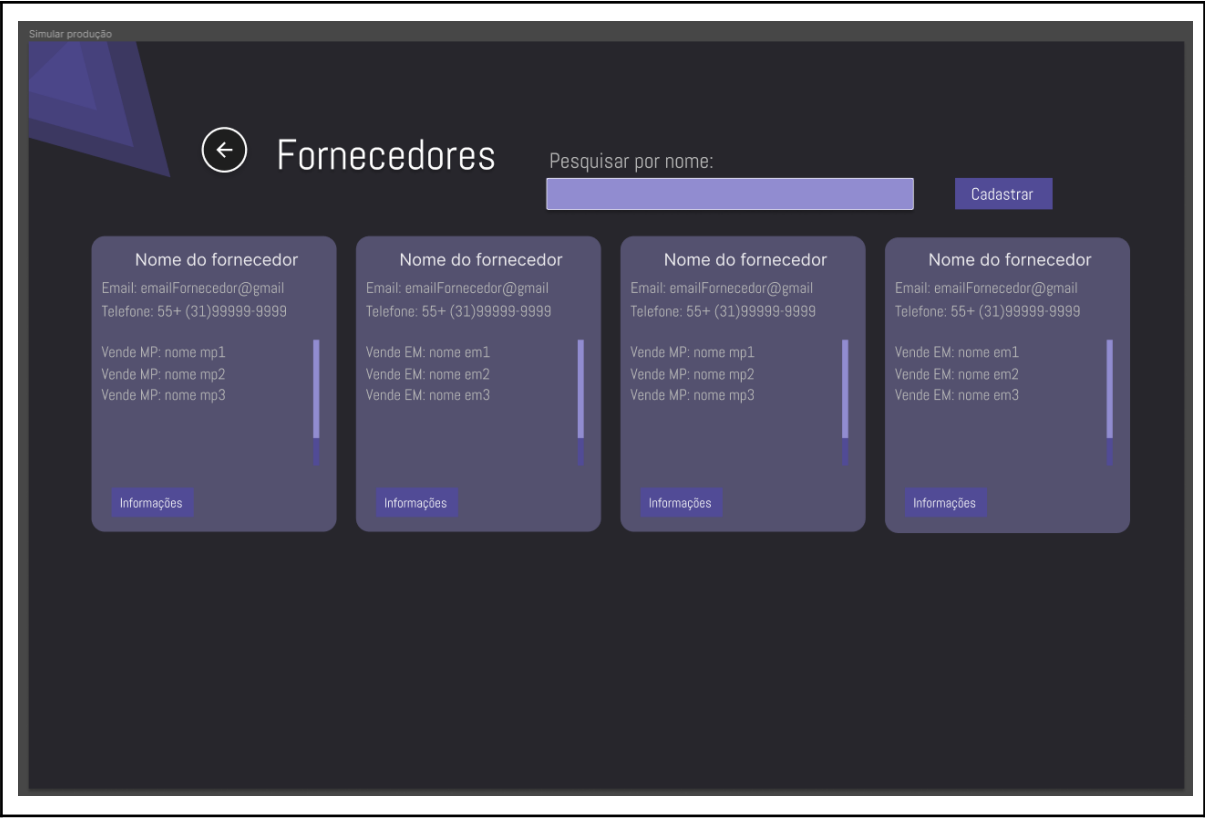 Simular produção
Fornecedores
Pesquisar por nome:
Cadastrar
Nome do fornecedor
Email: emailFornecedor@gmail
Telefone: 55+ (31)99999-9999
Vende MP: nome mp1
Vende MP: nome mp2
Vende MP: nome mp3
Informações
Nome do fornecedor
Email: emailFornecedor@gmail
Telefone: 55+ (31)99999-9999
Vende EM: nome em1
Vende EM: nome em2
Vende EM: nome em3
Informações
Nome do fornecedor
Email: emailFornecedor@gmail
Telefone: 55+ (31)99999-9999
Vende MP: nome mp1
Vende MP: nome mp2
Vende MP: nome mp3
Informações
Nome do fornecedor
Email: emailFornecedor@gmail
Telefone: 55+ (31)99999-9999
Vende EM: nome em1
Vende EM: nome em2
Vende EM: nome em3
Informações